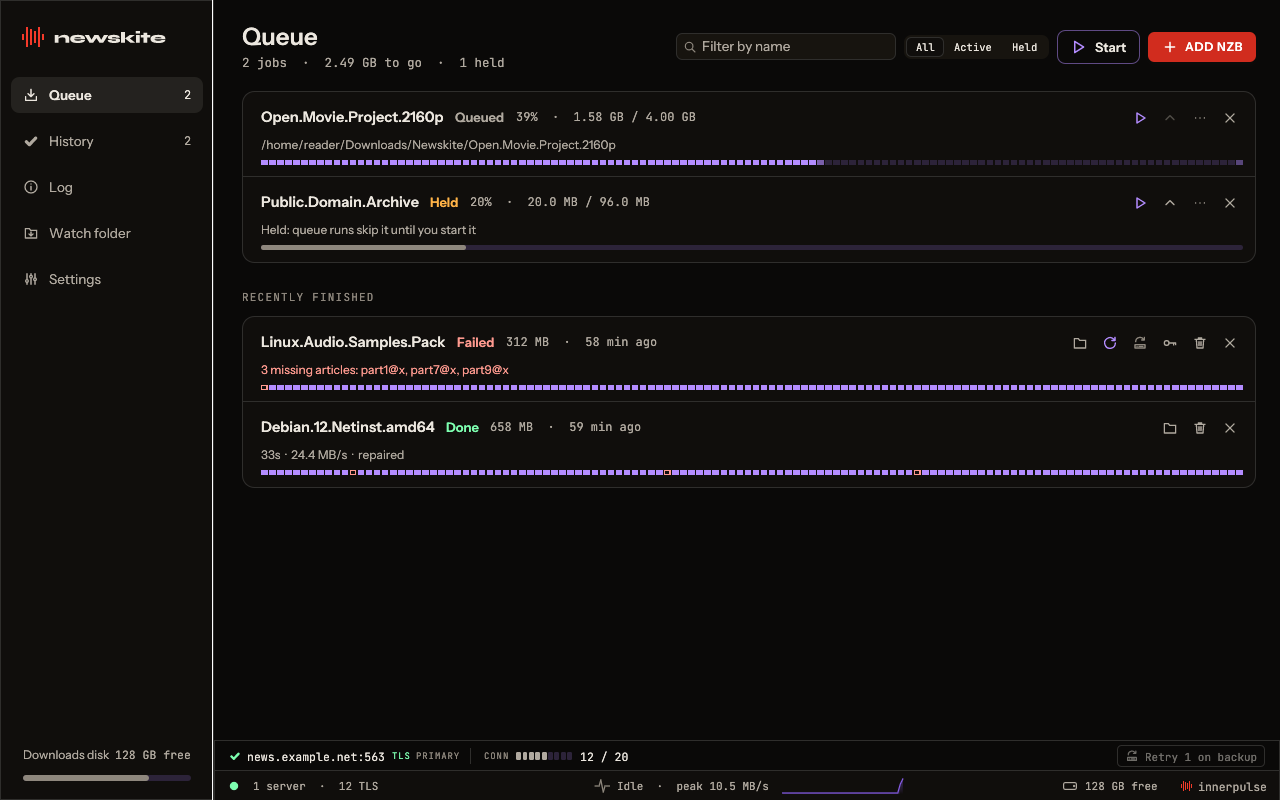 newskite
Queue 2
History 2
Log
Watch folder
Settings
Downloads disk 128 GB free
Queue
2 jobs · 2.49 GB to go · 1 held
Filter by name
All Active Held
Start
ADD NZB
Open.Movie.Project.2160p Queued 39% · 1.58 GB / 4.00 GB
/home/reader/Downloads/Newskite/Open.Movie.Project.2160p
Public.Domain.Archive Held 20% · 20.0 MB / 96.0 MB
Held: queue runs skip it until you start it
RECENTLY FINISHED
Linux.Audio.Samples.Pack Failed 312 MB · 58 min ago
3 missing articles: part1@x, part7@x, part9@x
Debian.12.Netinst.amd64 Done 658 MB · 59 min ago
33s · 24.4 MB/s · repaired
news.example.net:563 TLS PRIMARY CONN 12 / 20 Retry 1 on backup
1 server · 12 TLS Idle · peak 10.5 MB/s 128 GB free innerpulse